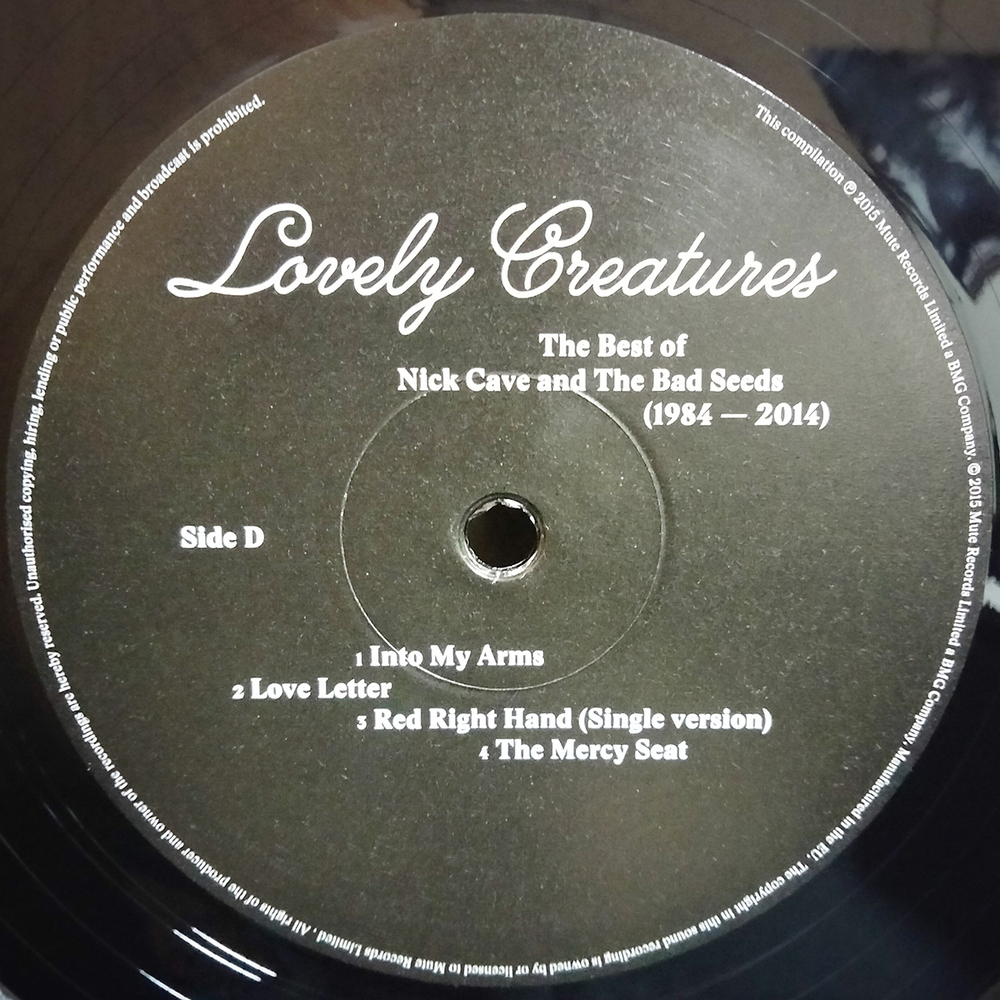 Lovely Creatures
The Best of
Nick Cave and The Bad Seeds
(1984 — 2014)
Side D
1 Into My Arms
2 Love Letter
3 Red Right Hand (Single version)
4 The Mercy Seat
This compilation ℗ 2015 Mute Records Limited a BMG Company. © 2015 Mute Records Limited a BMG Company. Manufactured in the EU. The copyright in this sound recording is owned by or licensed to Mute Records Limited . All rights of the producer and owner of the recordings are hereby reserved. Unauthorised copying, hiring, lending or public performance and broadcast is prohibited.